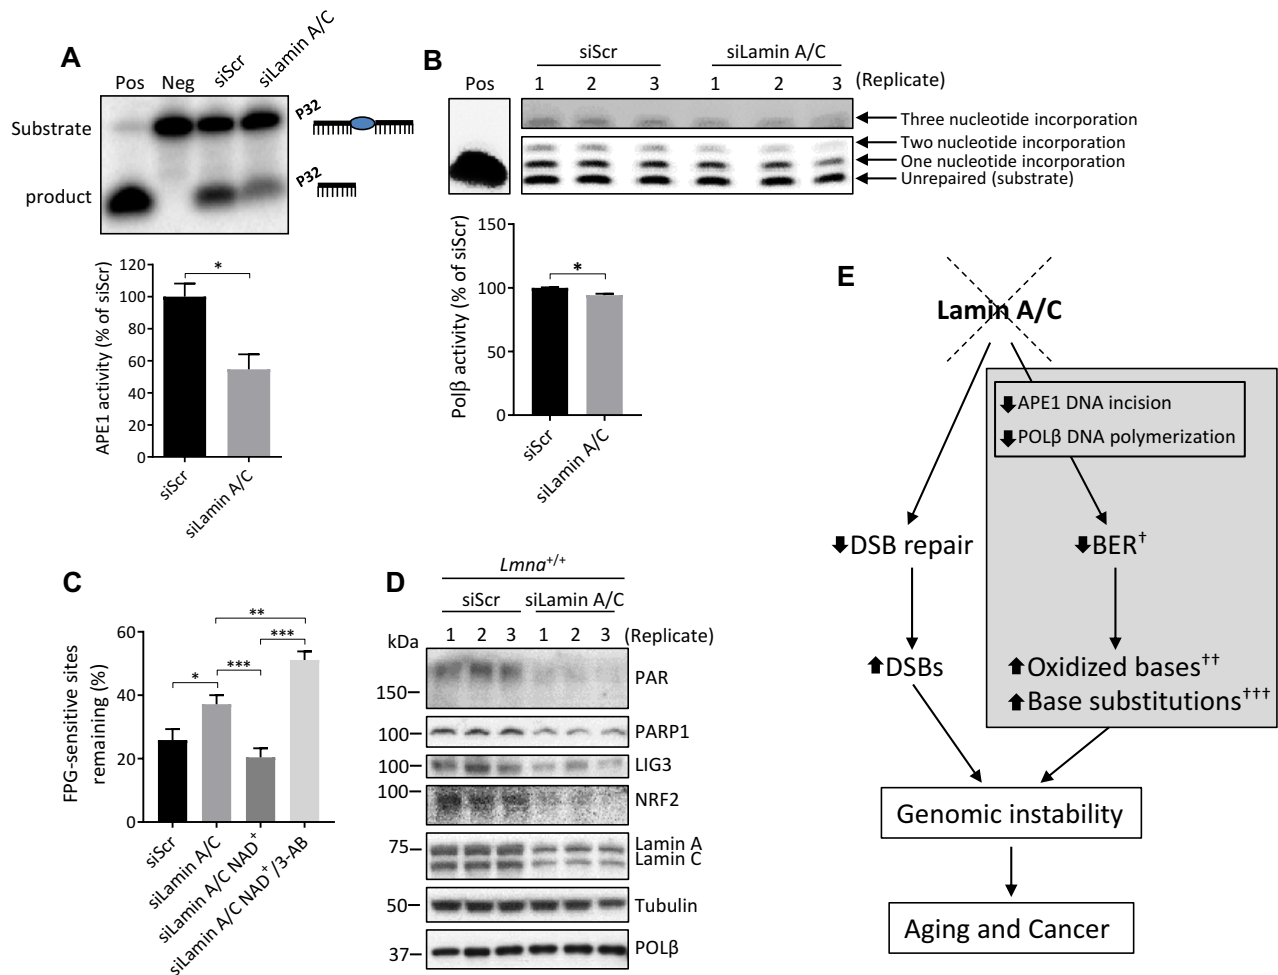 A
Pos Neg siScr siLamin A/C
Substrate
P32
product
P32
APE1 activity (% of siScr)
120
100
80
60
40
20
0
*
siScr
siLamin A/C
B
siScr siLamin A/C
Pos 1 2 3 1 2 3 (Replicate)
Three nucleotide incorporation
Two nucleotide incorporation
One nucleotide incorporation
Unrepaired (substrate)
Polβ activity (% of siScr)
150
100
50
0
*
siScr
siLamin A/C
C
FPG-sensitive sites
remaining (%)
60
40
20
0
**
***
***
*
siScr
siLamin A/C
siLamin A/C NAD+
siLamin A/C NAD+/3-AB
D
Lmna+/+
siScr siLamin A/C
kDa 1 2 3 1 2 3 (Replicate)
PAR
150
100 PARP1
100 LIG3
100
NRF2
75 Lamin A
Lamin C
50 Tubulin
37 POLβ
E
Lamin A/C
APE1 DNA incision
POLβ DNA polymerization
DSB repair
BER†
DSBs
Oxidized bases††
Base substitutions†††
Genomic instability
Aging and Cancer